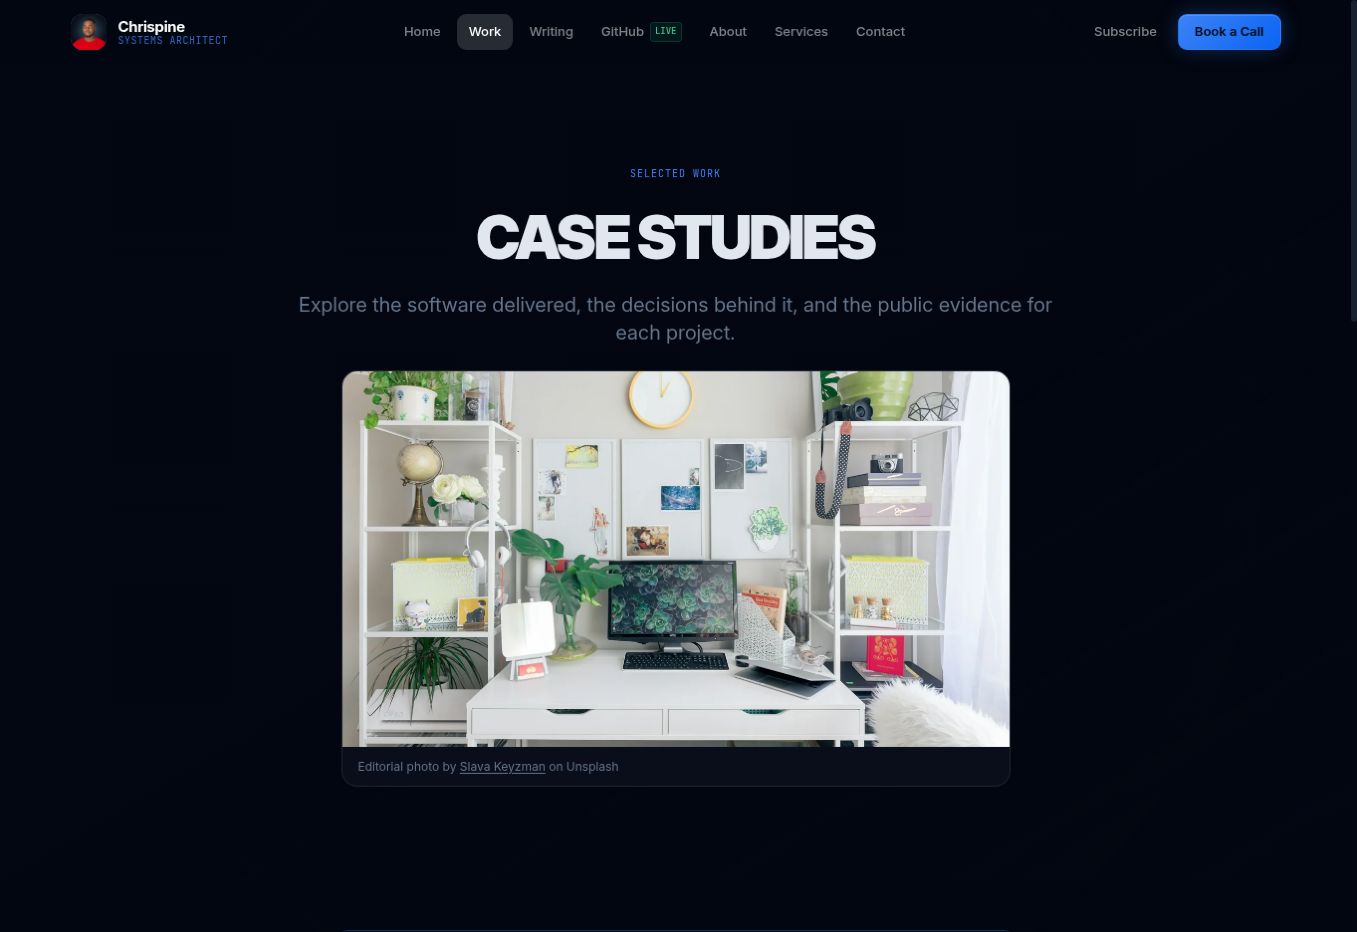 Chrispine
SYSTEMS ARCHITECT
Home
Work
Writing
GitHub LIVE
About
Services
Contact
Subscribe
Book a Call
SELECTED WORK
CASE STUDIES
Explore the software delivered, the decisions behind it, and the public evidence for
each project.
Editorial photo by Slava Keyzman on Unsplash